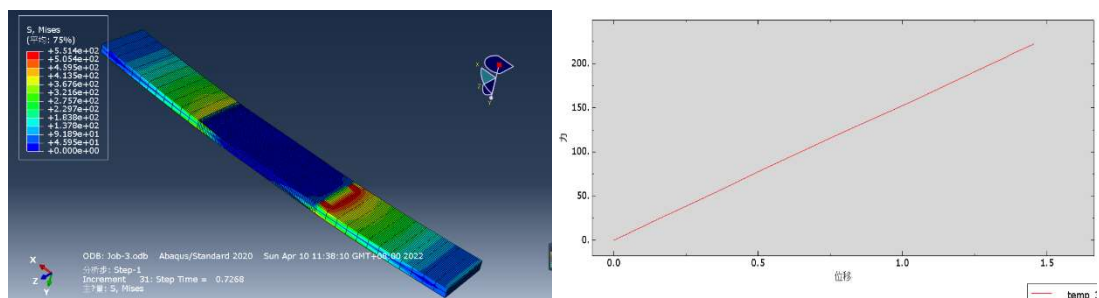 S, Mises
(平均: 75%)
+5.514e+02
+5.054e+02
+4.595e+02
+4.135e+02
+3.676e+02
+3.216e+02
+2.757e+02
+2.297e+02
+1.838e+02
+1.378e+02
+9.189e+01
+4.595e+01
+0.000e+00
X
Z
Y
ODB: Job-3.odb Abaqus/Standard 2020 Sun Apr 10 11:38:10 GMT+08:00 2022
分析步: Step-1
Increment 31: Step Time = 0.7268
主?量: S, Mises
X
Z
Y
200.
150.
100.
50.
0.
力
0.0
0.5
1.0
1.5
位移